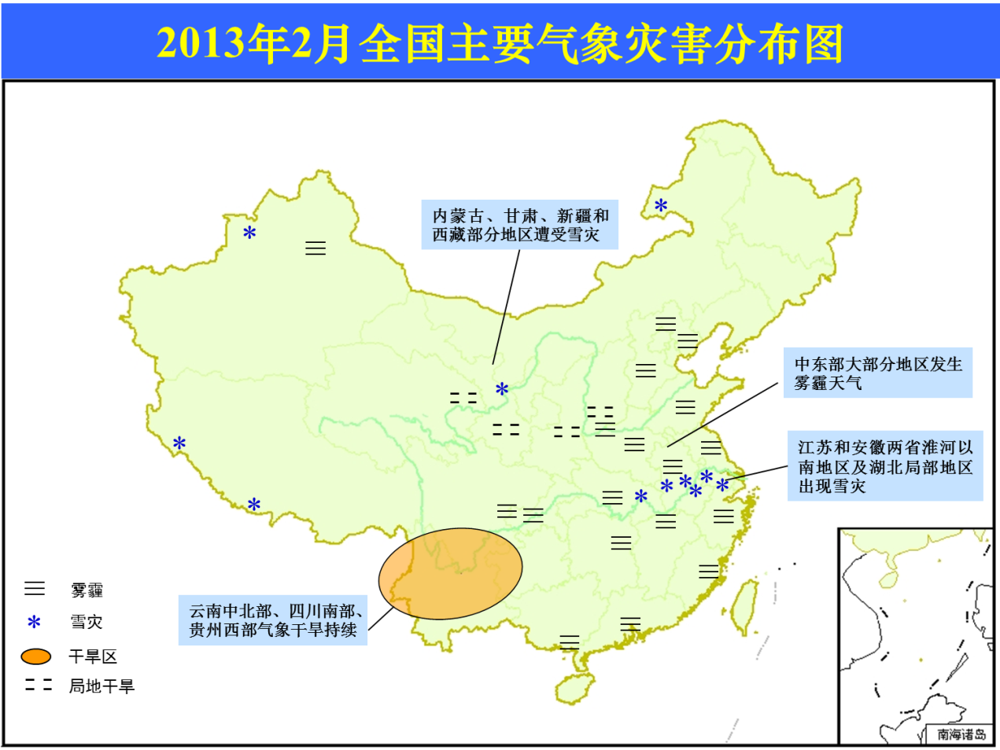 2013年2月全国主要气象灾害分布图
内蒙古、甘肃、新疆和
西藏部分地区遭受雪灾
中东部大部分地区发生
雾霾天气
江苏和安徽两省淮河以
南地区及湖北局部地区
出现雪灾
云南中北部、四川南部、
贵州西部气象干旱持续
雾霾
雪灾
干旱区
局地干旱
南海诸岛